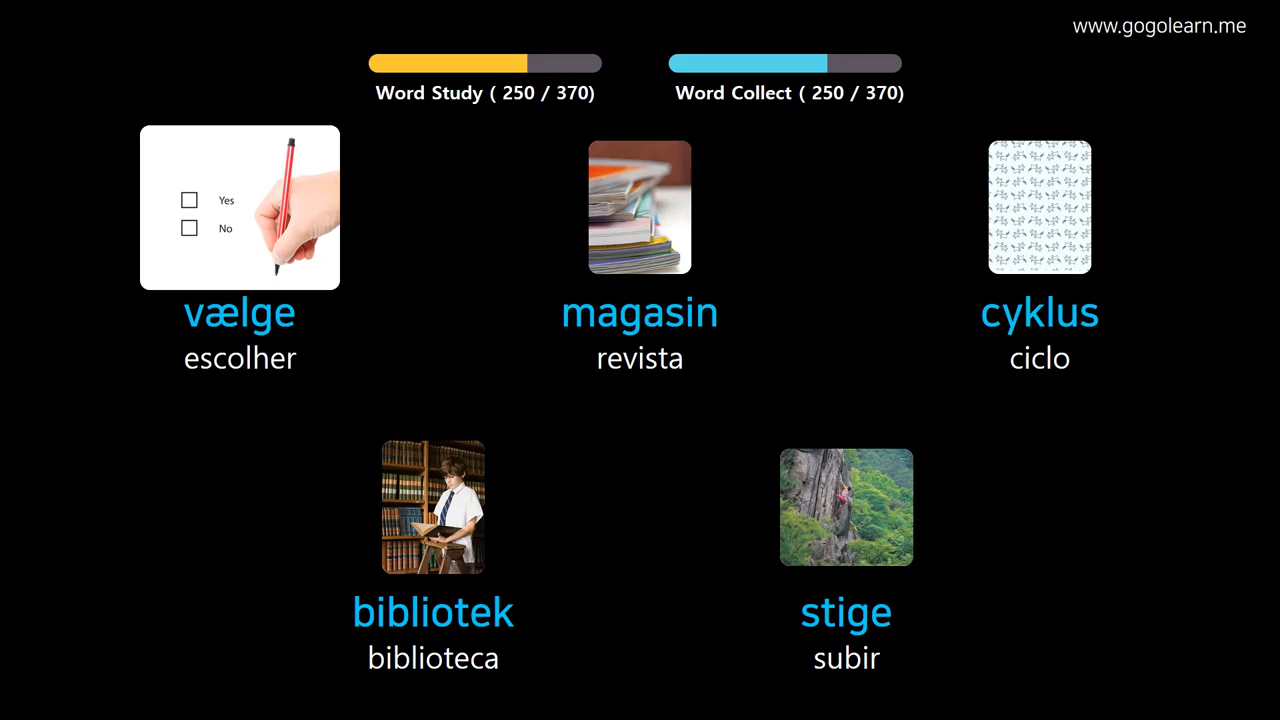 www.gogolearn.me
Word Study ( 250 / 370)
Word Collect ( 250 / 370)
Yes
No
vælge
escolher
magasin
revista
cyklus
ciclo
bibliotek
biblioteca
stige
subir